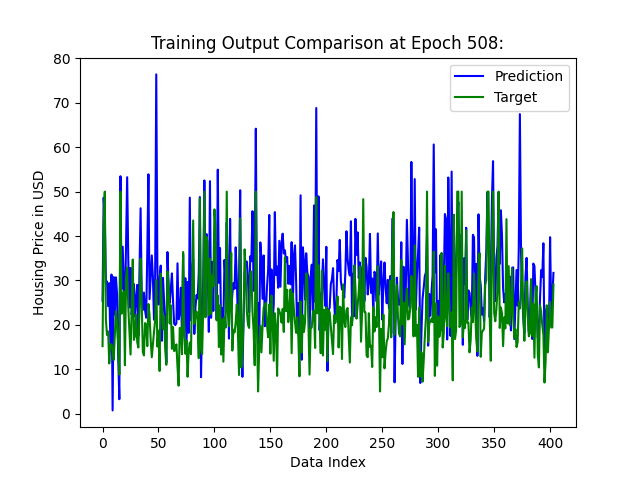 Training Output Comparison at Epoch 508:
Prediction
Target
80
70
60
50
40
30
20
10
0
Housing Price in USD
0 50 100 150 200 250 300 350 400
Data Index